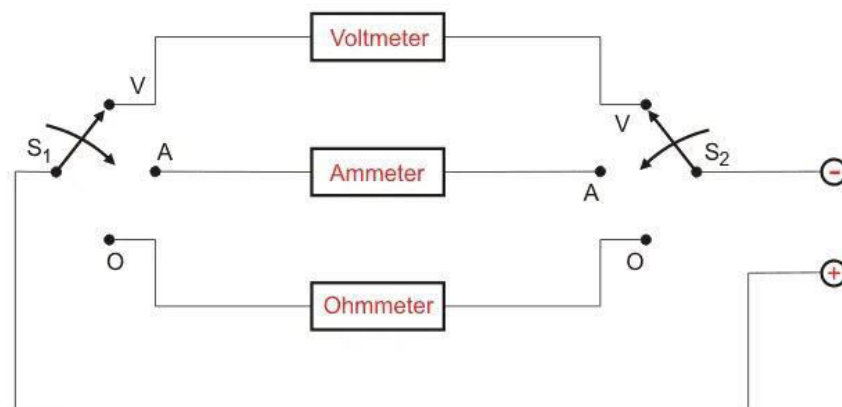 Voltmeter
V
V
S1
A
Ammeter
A
S2
-
O
O
+
Ohmmeter